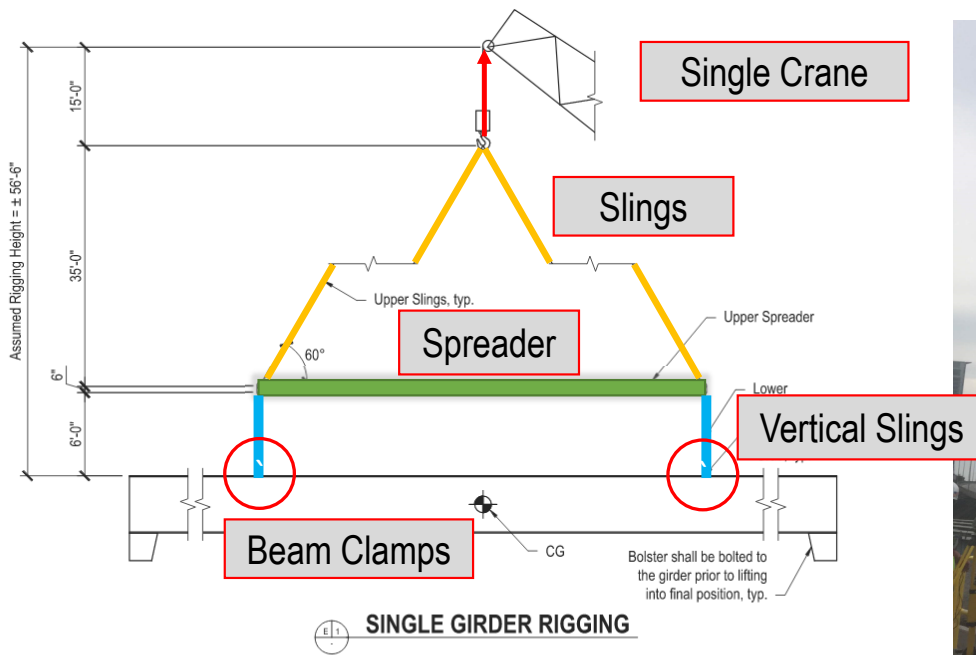 Single Crane
15'-0"
Assumed Rigging Height = ± 56'-6"
Slings
35'-0"
Upper Slings, typ.
Upper Spreader
Spreader
60°
6"
Lower
Vertical Slings
6'-0"
Beam Clamps
CG
Bolster shall be bolted to
the girder prior to lifting
into final position, typ.
E 1
-
SINGLE GIRDER RIGGING